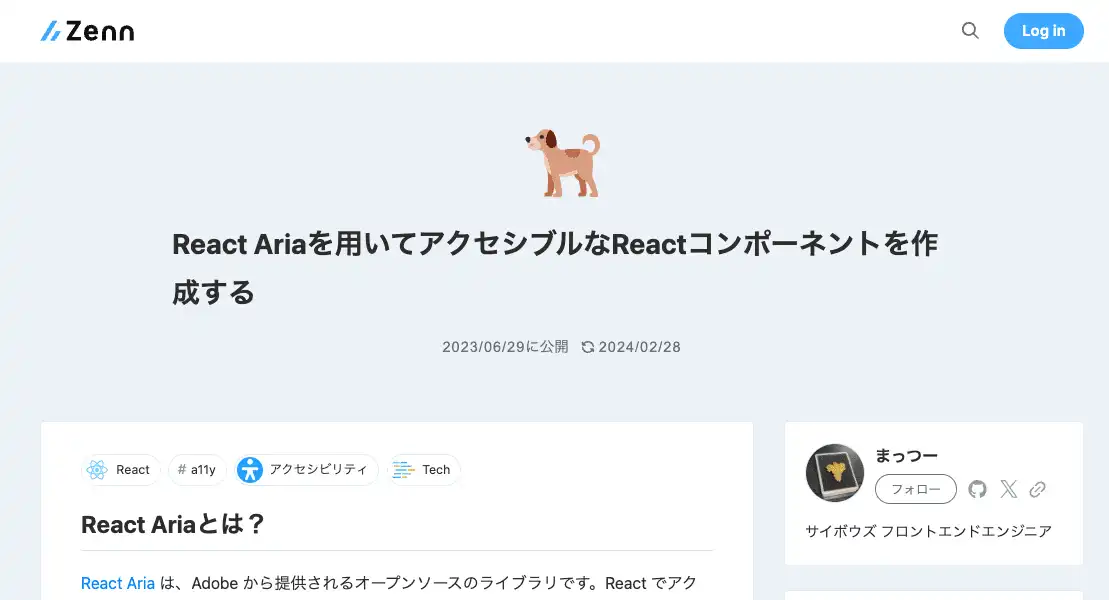 Zenn
Log in
React Ariaを用いてアクセシブルなReactコンポーネントを作
成する
2023/06/29に公開 2024/02/28
React
# a11y
アクセシビリティ
Tech
React Ariaとは？
React Aria は、Adobe から提供されるオープンソースのライブラリです。React でアク
まっつー
フォロー
サイボウズ フロントエンドエンジニア